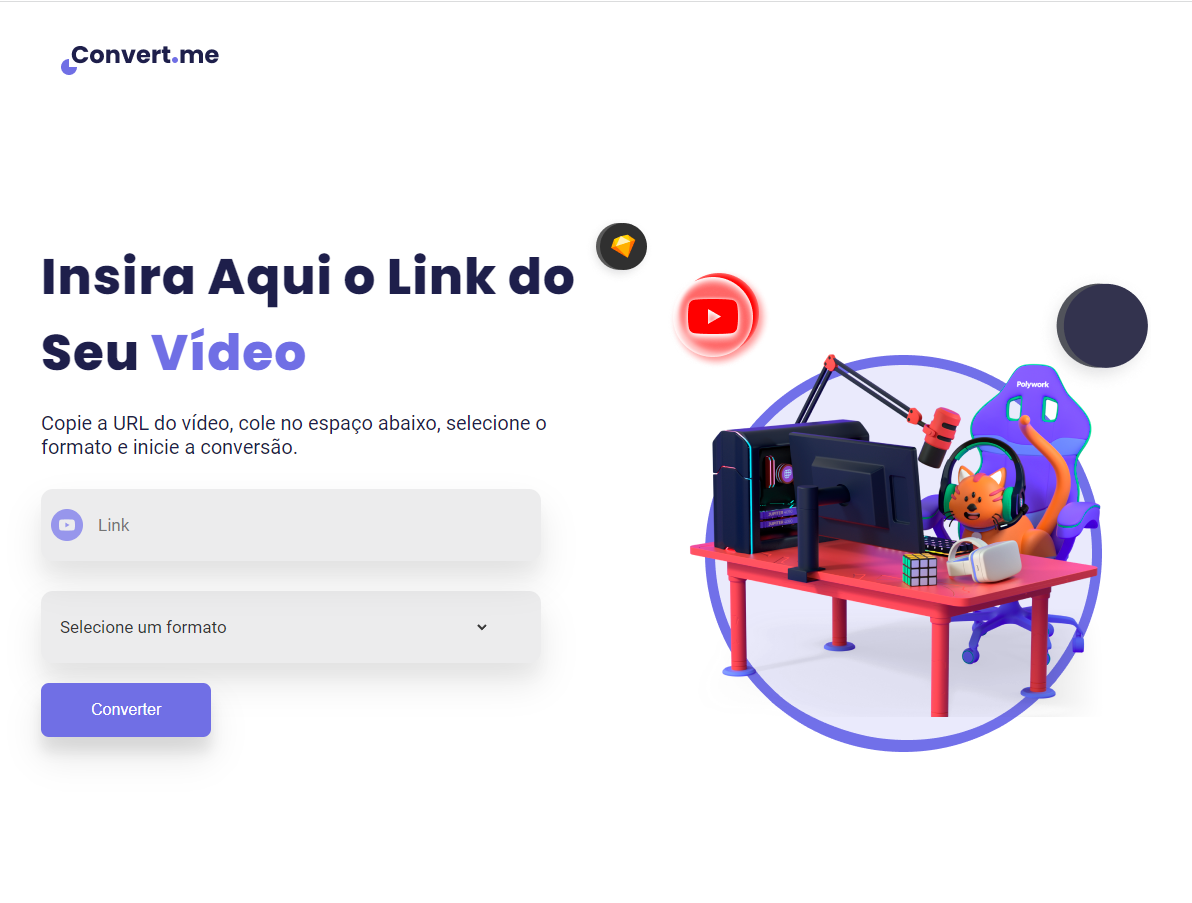 Convert.me
Insira Aqui o Link do
Seu Vídeo
Copie a URL do vídeo, cole no espaço abaixo, selecione o
formato e inicie a conversão.
Link
Selecione um formato
Converter
Polywork